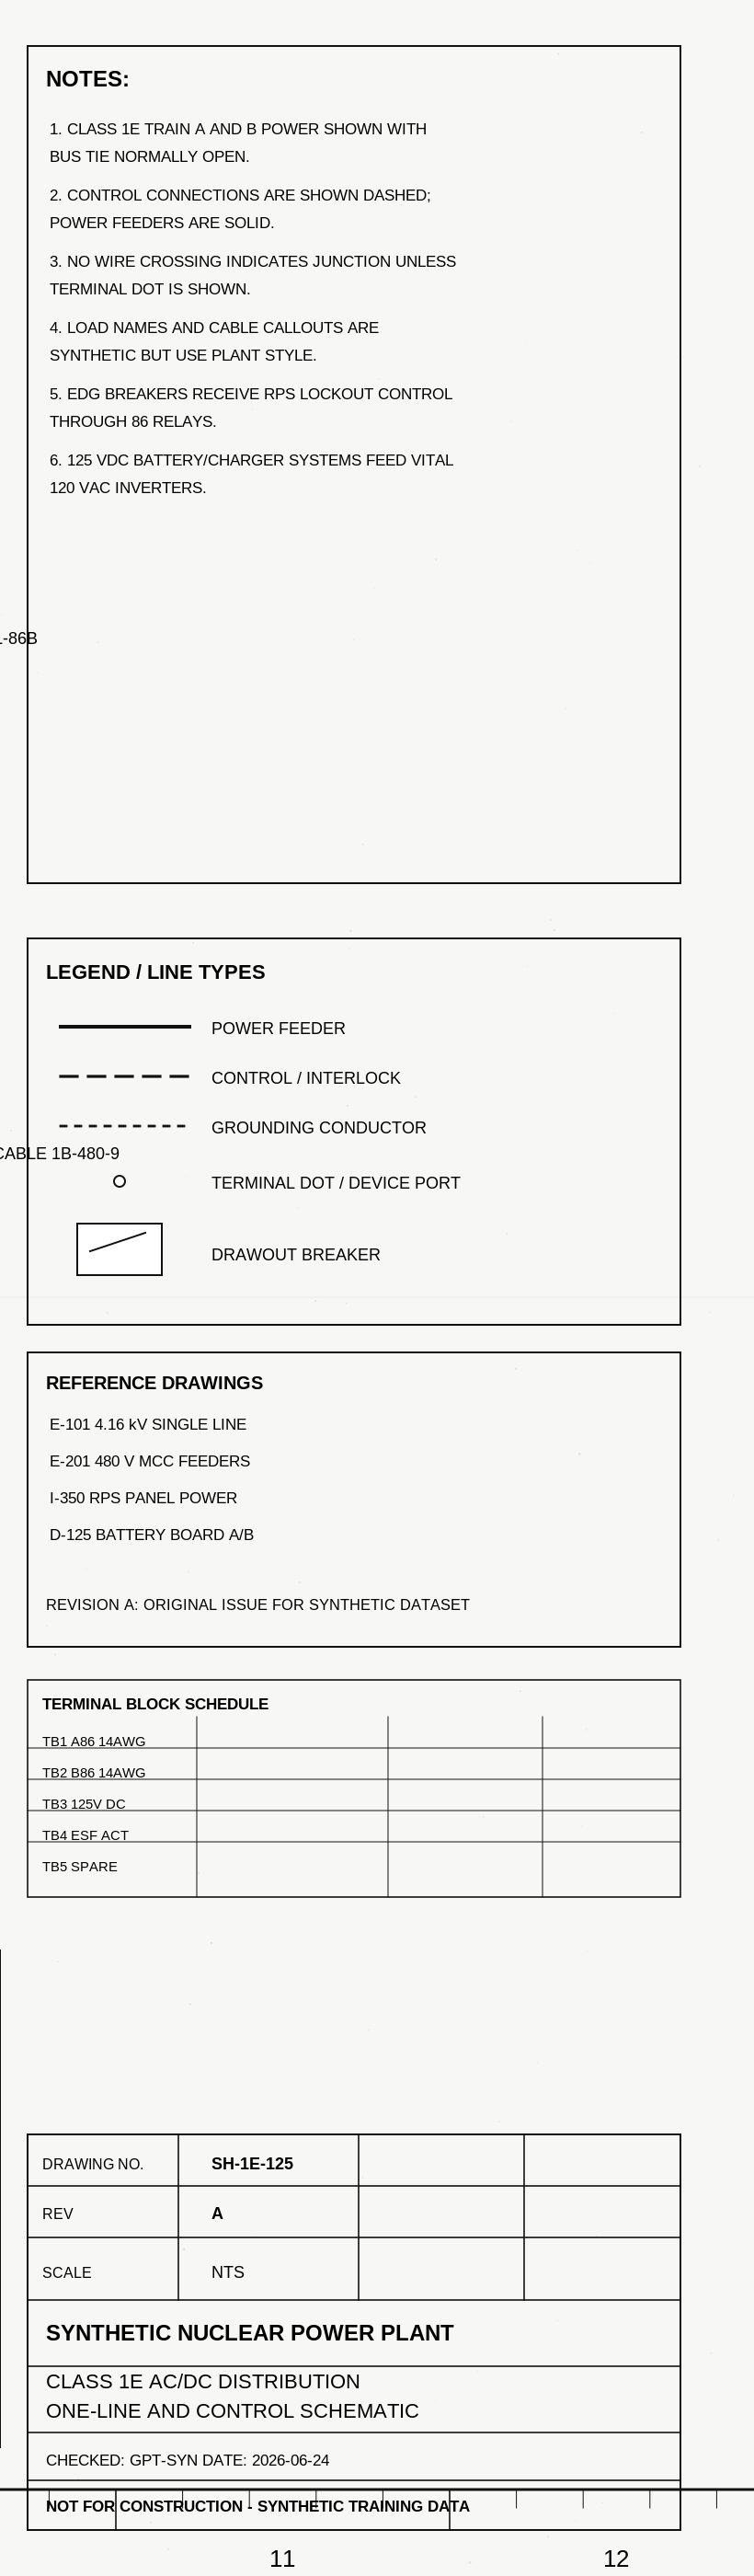 NOTES:
1. CLASS 1E TRAIN A AND B POWER SHOWN WITH
BUS TIE NORMALLY OPEN.
2. CONTROL CONNECTIONS ARE SHOWN DASHED;
POWER FEEDERS ARE SOLID.
3. NO WIRE CROSSING INDICATES JUNCTION UNLESS
TERMINAL DOT IS SHOWN.
4. LOAD NAMES AND CABLE CALLOUTS ARE
SYNTHETIC BUT USE PLANT STYLE.
5. EDG BREAKERS RECEIVE RPS LOCKOUT CONTROL
THROUGH 86 RELAYS.
6. 125 VDC BATTERY/CHARGER SYSTEMS FEED VITAL
120 VAC INVERTERS.
-86B
LEGEND / LINE TYPES
POWER FEEDER
CONTROL / INTERLOCK
GROUNDING CONDUCTOR
CABLE 1B-480-9
TERMINAL DOT / DEVICE PORT
DRAWOUT BREAKER
REFERENCE DRAWINGS
E-101 4.16 kV SINGLE LINE
E-201 480 V MCC FEEDERS
I-350 RPS PANEL POWER
D-125 BATTERY BOARD A/B
REVISION A: ORIGINAL ISSUE FOR SYNTHETIC DATASET
TERMINAL BLOCK SCHEDULE
TB1 A86 14AWG
TB2 B86 14AWG
TB3 125V DC
TB4 ESF ACT
TB5 SPARE
DRAWING NO. SH-1E-125
REV A
SCALE NTS
SYNTHETIC NUCLEAR POWER PLANT
CLASS 1E AC/DC DISTRIBUTION
ONE-LINE AND CONTROL SCHEMATIC
CHECKED: GPT-SYN DATE: 2026-06-24
NOT FOR CONSTRUCTION - SYNTHETIC TRAINING DATA
11 12